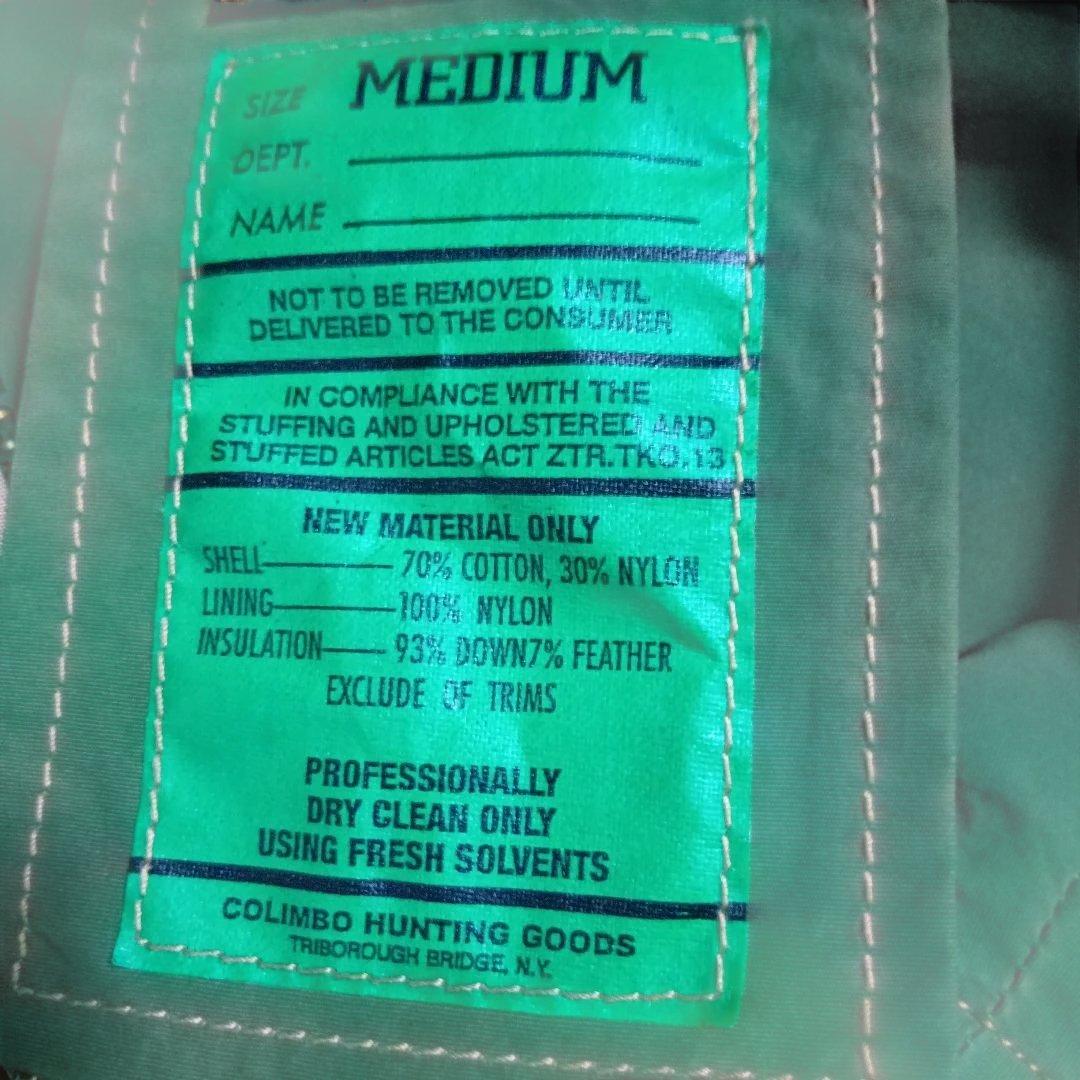 SIZE MEDIUM
DEPT.
NAME
NOT TO BE REMOVED UNTIL
DELIVERED TO THE CONSUMER
IN COMPLIANCE WITH THE
STUFFING AND UPHOLSTERED AND
STUFFED ARTICLES ACT ZTR.TKO.13
NEW MATERIAL ONLY
SHELL 70% COTTON, 30% NYLON
LINING 100% NYLON
INSULATION 93% DOWN7% FEATHER
EXCLUDE OF TRIMS
PROFESSIONALLY
DRY CLEAN ONLY
USING FRESH SOLVENTS
COLIMBO HUNTING GOODS
TRIBOROUGH BRIDGE, N.Y.